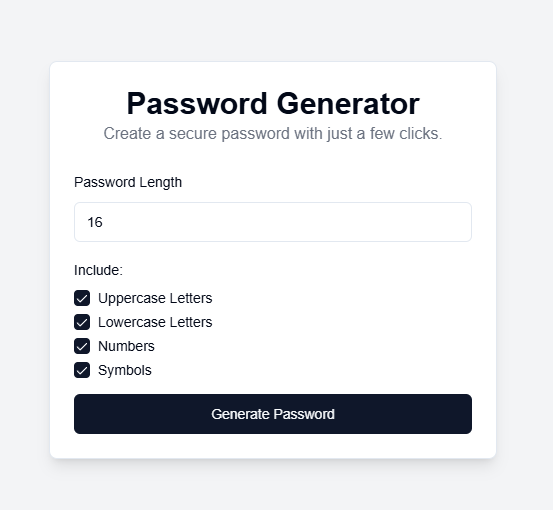 Password Generator
Create a secure password with just a few clicks.
Password Length
16
Include:
Uppercase Letters
Lowercase Letters
Numbers
Symbols
Generate Password